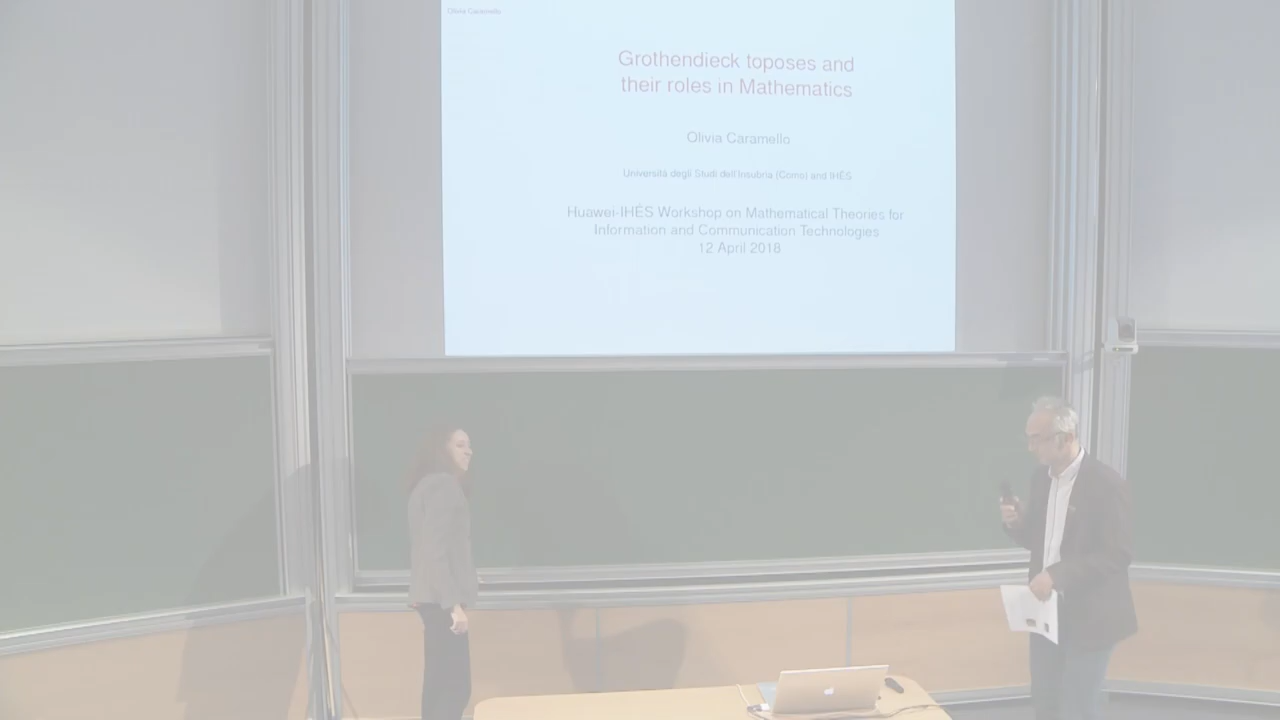 Olivia Caramello
Grothendieck toposes and
their roles in Mathematics
Olivia Caramello
Università degli Studi dell'Insubria (Como) and IHÉS
Huawei-IHÉS Workshop on Mathematical Theories for
Information and Communication Technologies
12 April 2018